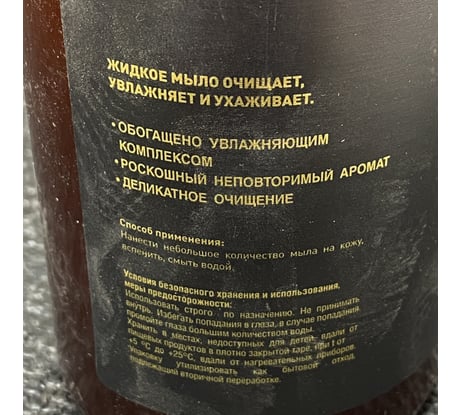 ЖИДКОЕ МЫЛО ОЧИЩАЕТ,
УВЛАЖНЯЕТ И УХАЖИВАЕТ.
•ОБОГАЩЕНО УВЛАЖНЯЮЩИМ
КОМПЛЕКСОМ
•РОСКОШНЫЙ НЕПОВТОРИМЫЙ АРОМАТ
•ДЕЛИКАТНОЕ ОЧИЩЕНИЕ
Способ применения:
Нанести небольшое количество мыла на кожу,
вспенить, смыть водой.
Условия безопасного хранения и использования,
меры предосторожности:
Использовать строго по назначению. Не принимать
внутрь. Избегать попадания в глаза, в случае попадания
промойте глаза большим количеством воды.
Хранить в местах, недоступных для детей, вдали от
пищевых продуктов в плотно закрытой таре, при t от
+5 °C до +25°C, вдали от нагревательных приборов.
Упаковку утилизировать как бытовой отход,
подлежащий вторичной переработке.